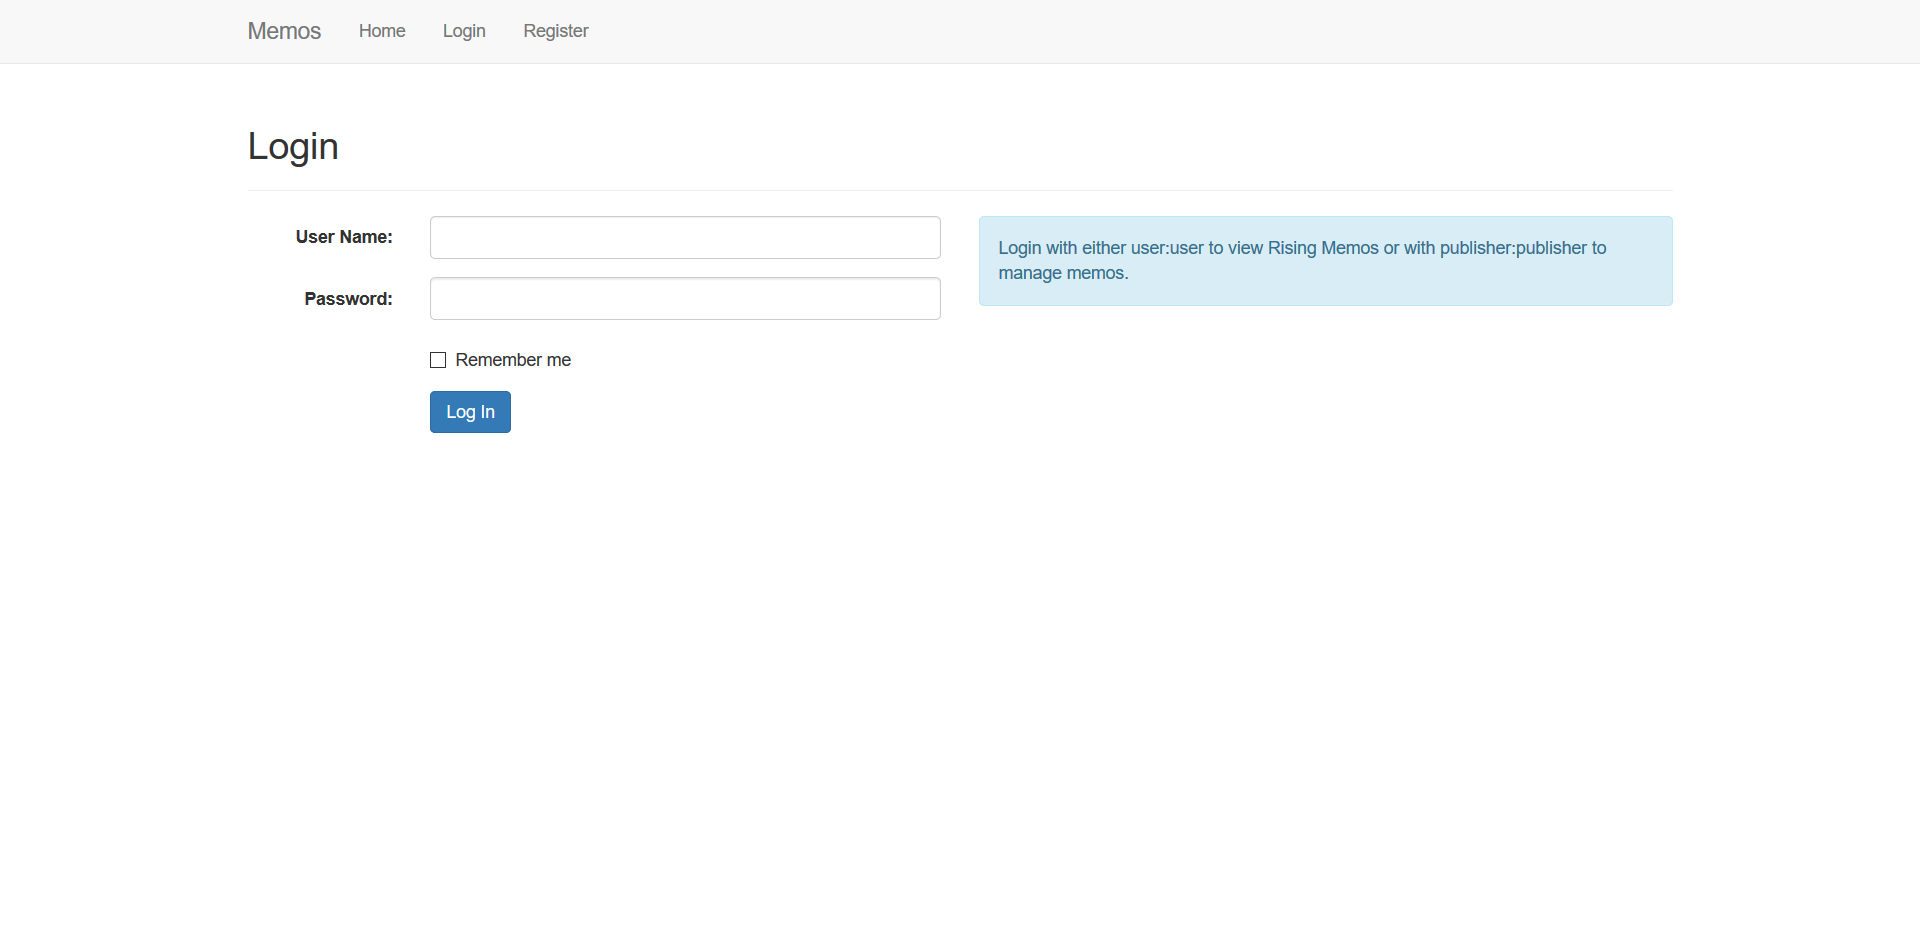 Memos Home Login Register
Login
User Name:
Password:
Login with either user:user to view Rising Memos or with publisher:publisher to
manage memos.
Remember me
Log In